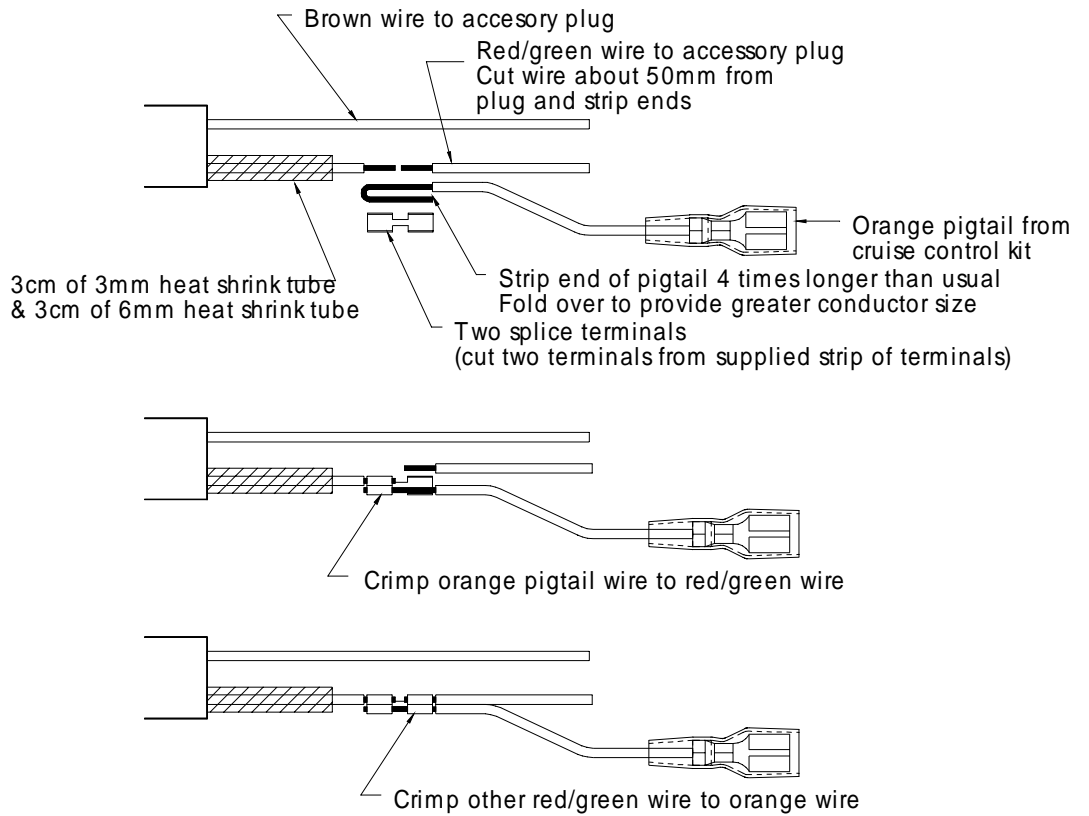 Brown wire to accesory plug
Red/green wire to accessory plug
Cut wire about 50mm from
plug and strip ends
Orange pigtail from
cruise control kit
3cm of 3mm heat shrink tube
& 3cm of 6mm heat shrink tube
Strip end of pigtail 4 times longer than usual
Fold over to provide greater conductor size
Two splice terminals
(cut two terminals from supplied strip of terminals)
Crimp orange pigtail wire to red/green wire
Crimp other red/green wire to orange wire